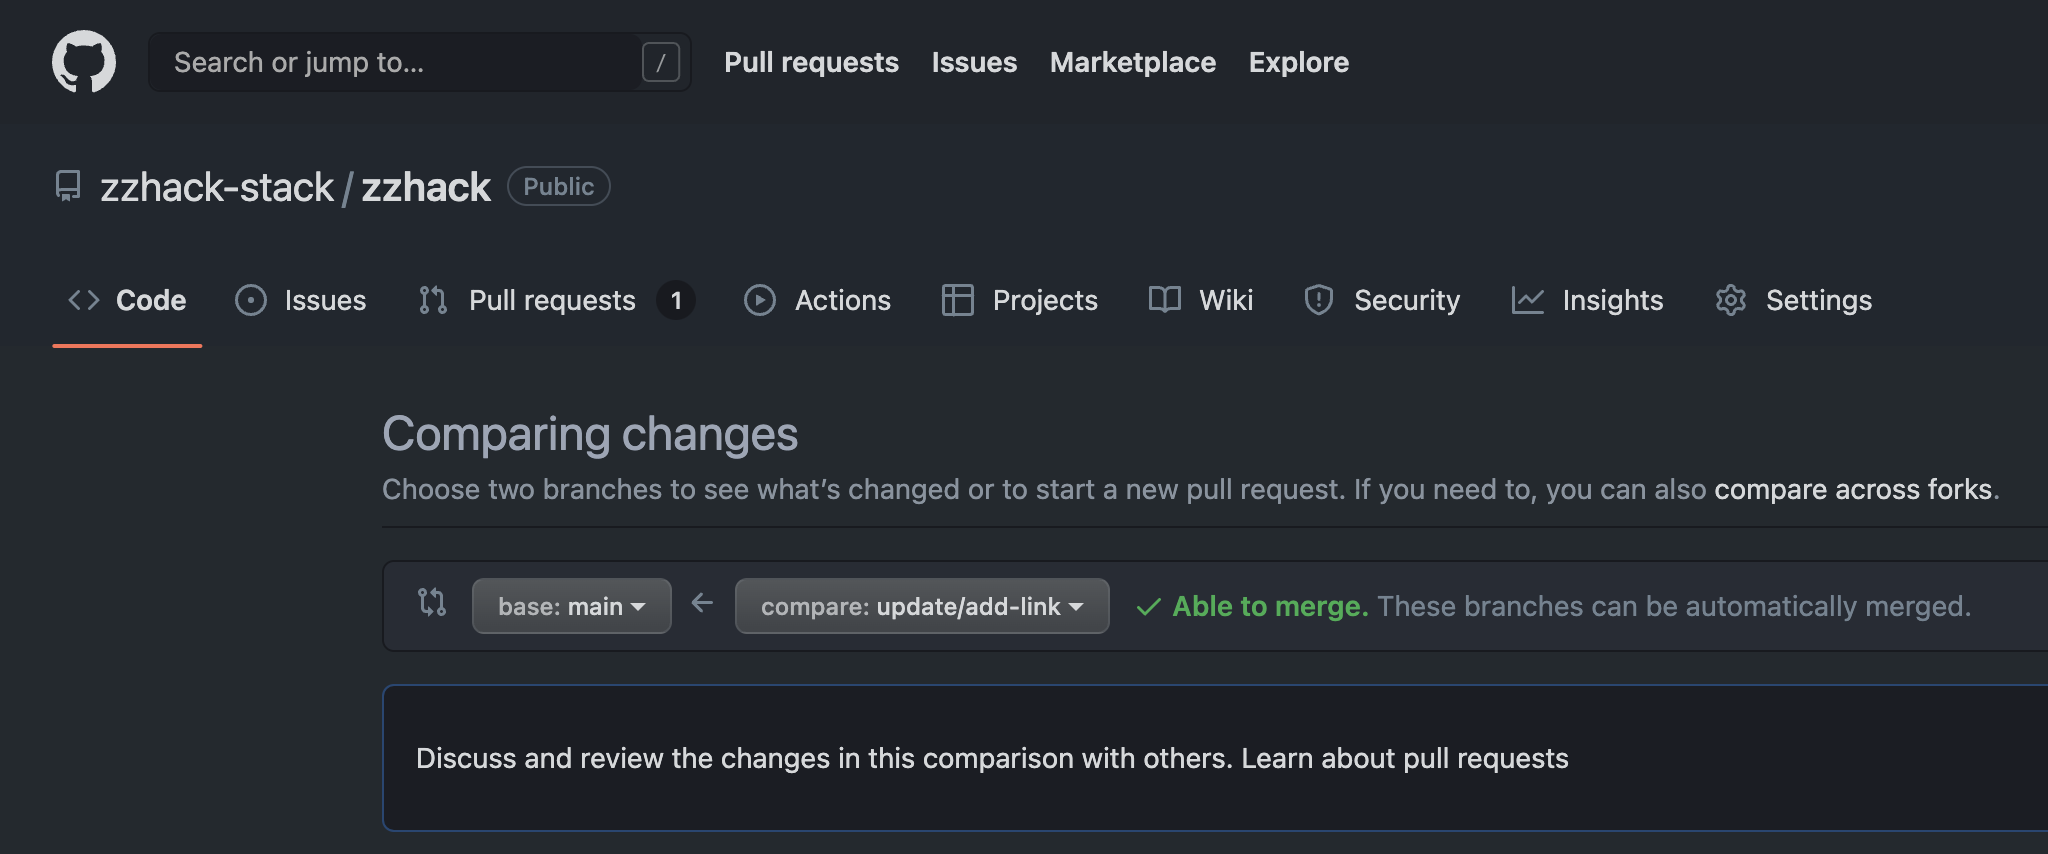 Search or jump to... / Pull requests Issues Marketplace Explore
zzhack-stack / zzhack Public
Code Issues Pull requests 1 Actions Projects Wiki Security Insights Settings
Comparing changes
Choose two branches to see what’s changed or to start a new pull request. If you need to, you can also compare across forks.
base: main compare: update/add-link Able to merge. These branches can be automatically merged.
Discuss and review the changes in this comparison with others. Learn about pull requests